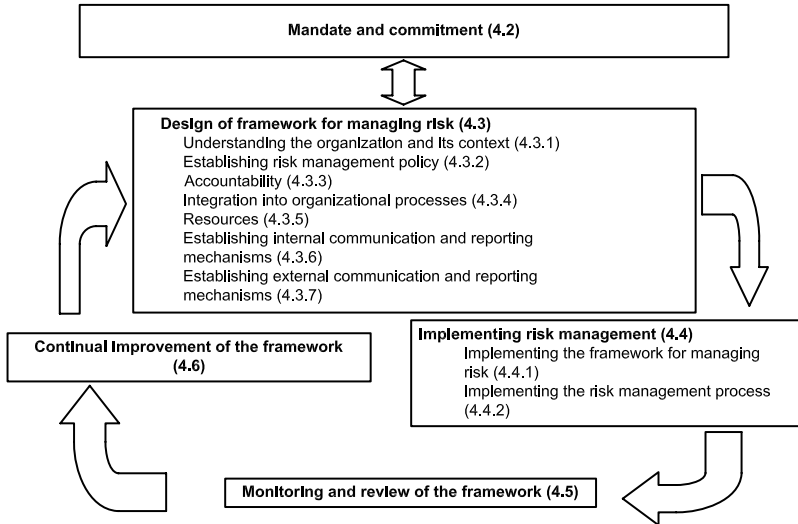 Mandate and commitment (4.2)
Design of framework for managing risk (4.3)
Understanding the organization and its context (4.3.1)
Establishing risk management policy (4.3.2)
Accountability (4.3.3)
Integration into organizational processes (4.3.4)
Resources (4.3.5)
Establishing internal communication and reporting
mechanisms (4.3.6)
Establishing external communication and reporting
mechanisms (4.3.7)
Implementing risk management (4.4)
Implementing the framework for managing
risk (4.4.1)
Implementing the risk management process
(4.4.2)
Continual improvement of the framework
(4.6)
Monitoring and review of the framework (4.5)